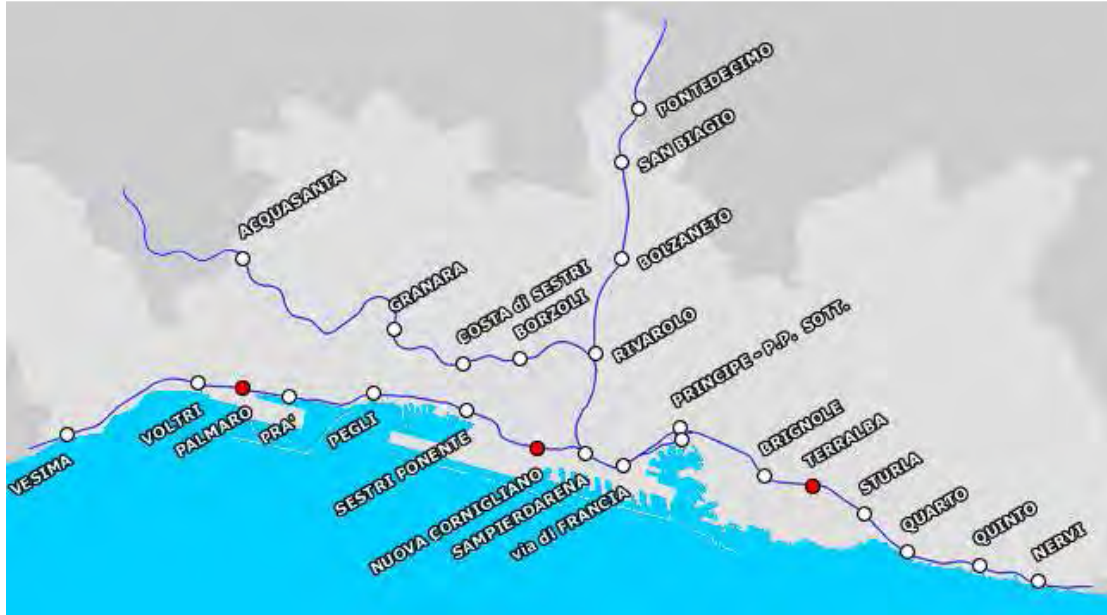 PONTEDECIMO
SAN BIAGIO
ACQUASANTA
BOLZANETO
GRANARA
COSTA di SESTRI
BORZOLI
RIVAROLO
PRINCIPE - P.P. SOTT.
VOLTRI
PALMARO
PRA'
PEGLI
BRIGNOLE
TERRALBA
VESIMA
SESTRI PONENTE
NUOVA CORNIGLIANO
SAMPIERDARENA
via di FRANCIA
STURLA
QUARTO
QUINTO
NERVI